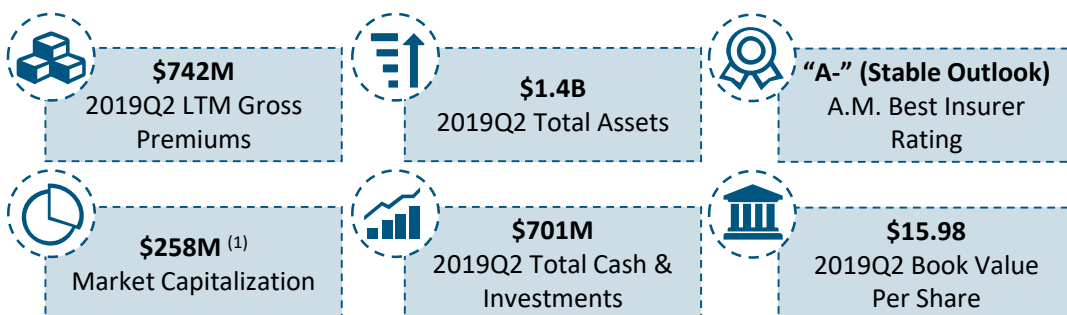 $742M
2019Q2 LTM Gross
Premiums
$1.4B
2019Q2 Total Assets
“A-” (Stable Outlook)
A.M. Best Insurer
Rating
$258M (1)
Market Capitalization
$701M
2019Q2 Total Cash &
Investments
$15.98
2019Q2 Book Value
Per Share